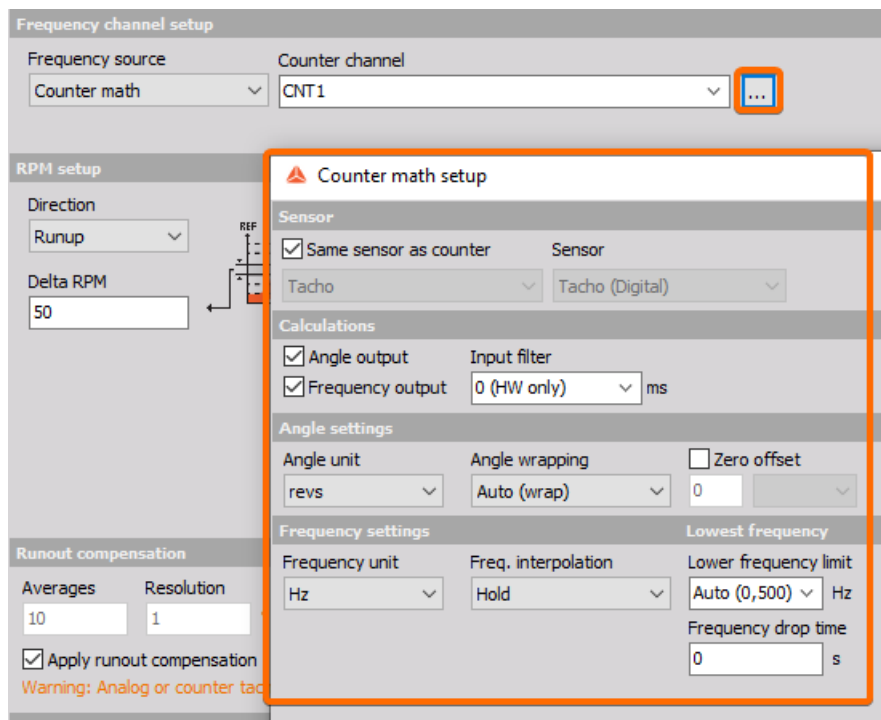 Frequency channel setup
Frequency source Counter channel
Counter math CNT1 ...
RPM setup
Direction
Runup
REF
Delta RPM
50
Runout compensation
Averages Resolution
10 1
Apply runout compensation
Warning: Analog or counter
Counter math setup
Sensor
Same sensor as counter Sensor
Tacho Tacho (Digital)
Calculations
Angle output Input filter
Frequency output 0 (HW only) ms
Angle settings
Angle unit Angle wrapping Zero offset
revs Auto (wrap) 0
Frequency settings Lowest frequency
Frequency unit Freq. interpolation Lower frequency limit
Hz Hold Auto (0,500) Hz
Frequency drop time
0 s